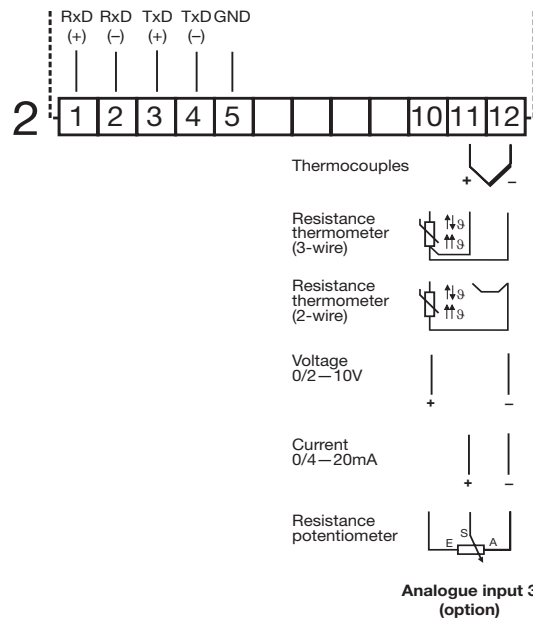 RxD RxD TxD TxD GND
(+) (–) (+) (–)
2 1 2 3 4 5 10 11 12
Thermocouples
+ –
Resistance
thermometer
(3-wire)
ϑ
ϑ
Resistance
thermometer
(2-wire)
ϑ
ϑ
Voltage
0/2—10V
+ –
Current
0/4—20mA
+ –
Resistance
potentiometer
E S A
Analogue input 3
(option)